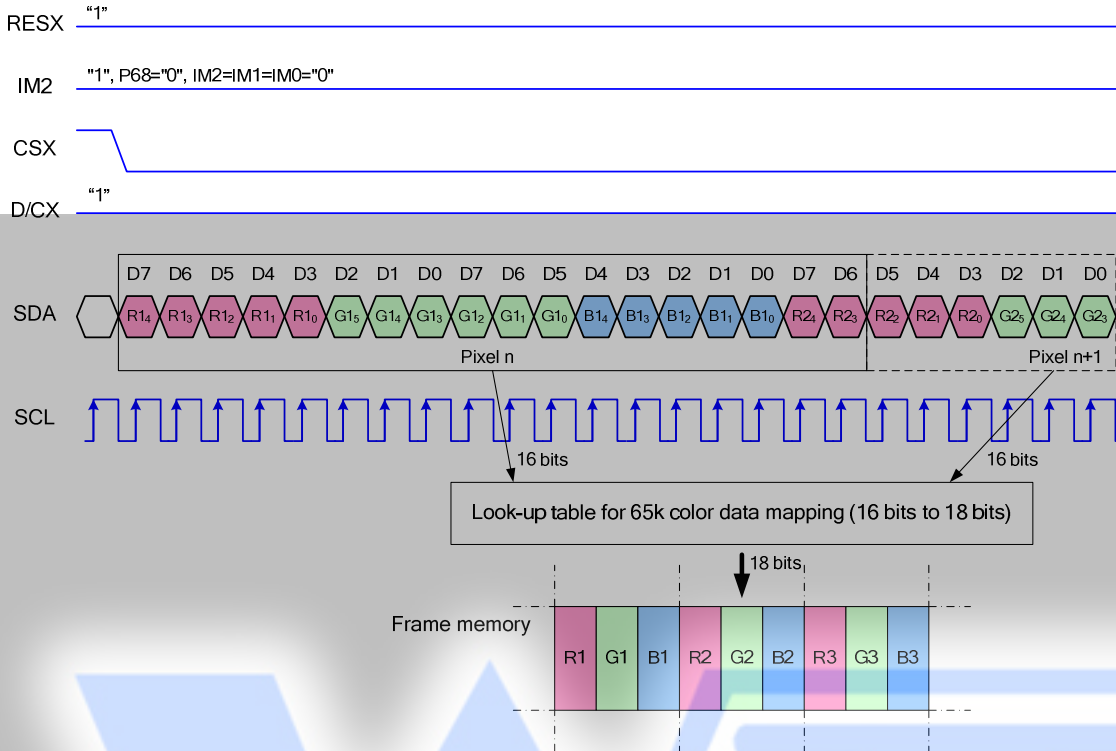 RESX “1”
IM2 "1", P68="0", IM2=IM1=IM0="0"
CSX
D/CX “1”
D7 D6 D5 D4 D3 D2 D1 D0 D7 D6 D5 D4 D3 D2 D1 D0 D7 D6 D5 D4 D3 D2 D1 D0
SDA R1₄ R1₃ R1₂ R1₁ R1₀ G1₅ G1₄ G1₃ G1₂ G1₁ G1₀ B1₄ B1₃ B1₂ B1₁ B1₀ R2₄ R2₃ R2₂ R2₁ R2₀ G2₅ G2₄ G2₃
Pixel n Pixel n+1
SCL
16 bits 16 bits
Look-up table for 65k color data mapping (16 bits to 18 bits)
18 bits
Frame memory
R1 G1 B1 R2 G2 B2 R3 G3 B3